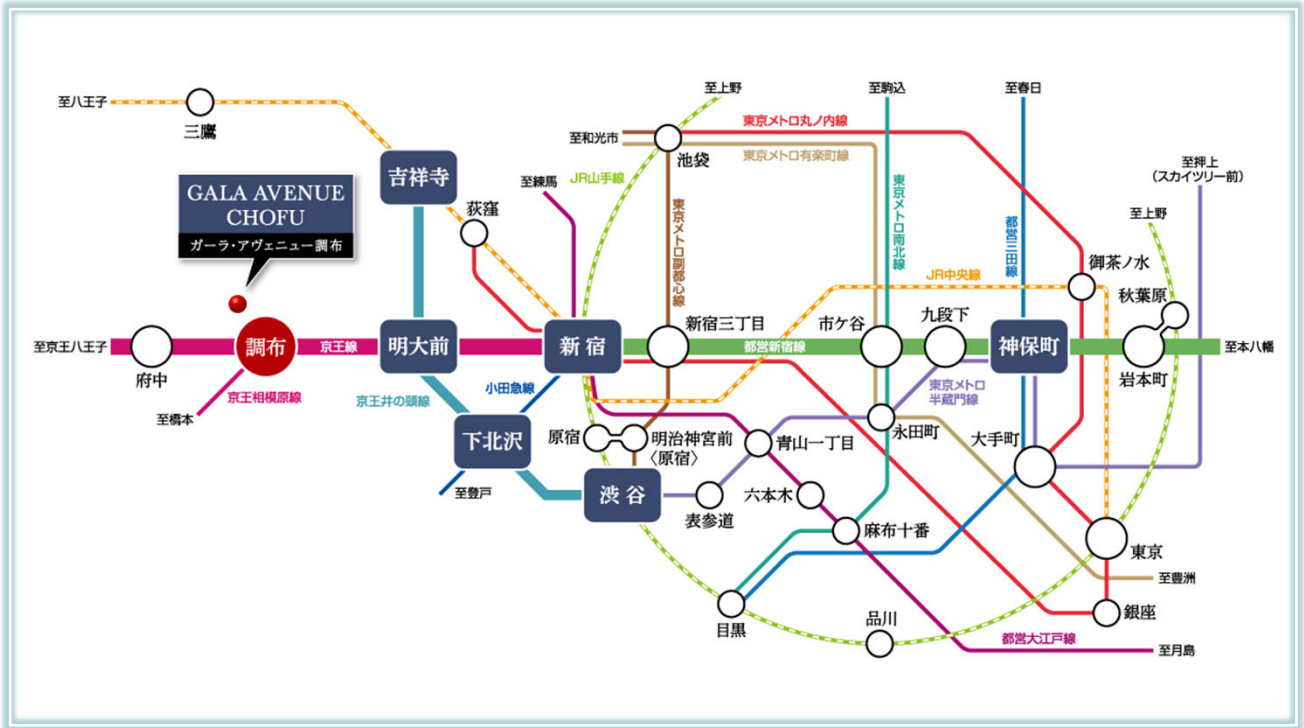 至上野
至駒込
至春日
至八王子
三鷹
東京メトロ丸ノ内線
至和光市
池袋
東京メトロ有楽町線
吉祥寺
至練馬
JR山手線
至押上
(スカイツリー前)
GALA AVENUE
CHOFU
ガーラ・アヴェニュー調布
荻窪
東京メトロ副都心線
東京メトロ南北線
都営三田線
至上野
JR中央線
御茶ノ水
秋葉原
新宿三丁目
市ケ谷
九段下
至京王八王子
府中
調布
京王線
明大前
新宿
都営新宿線
神保町
岩本町
至本八幡
京王相模原線
至橋本
京王井の頭線
小田急線
東京メトロ
半蔵門線
下北沢
原宿
明治神宮前
〈原宿〉
青山一丁目
永田町
大手町
至登戸
渋谷
表参道
六本木
麻布十番
東京
至豊洲
目黒
品川
銀座
都営大江戸線
至月島